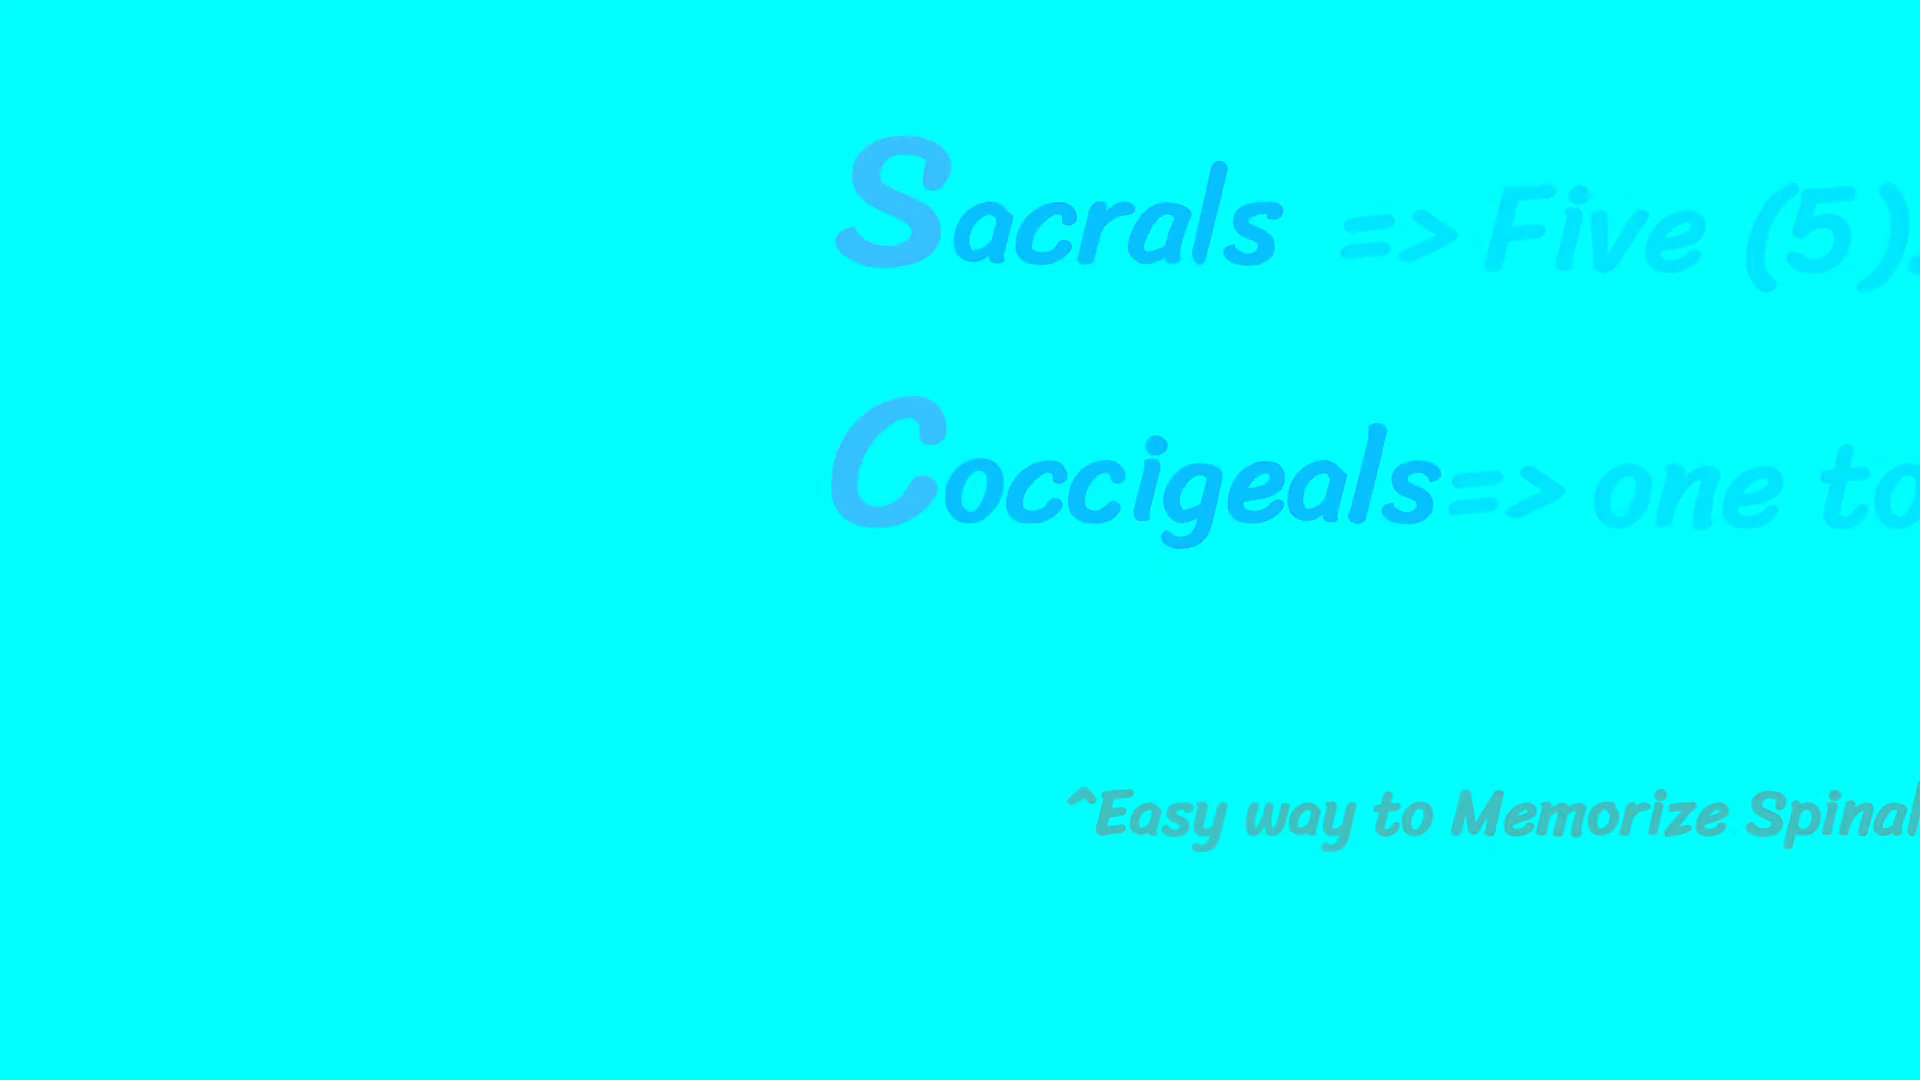 Sacrals => Five (5).
Coccigeals=> one to
^Easy way to Memorize Spinal